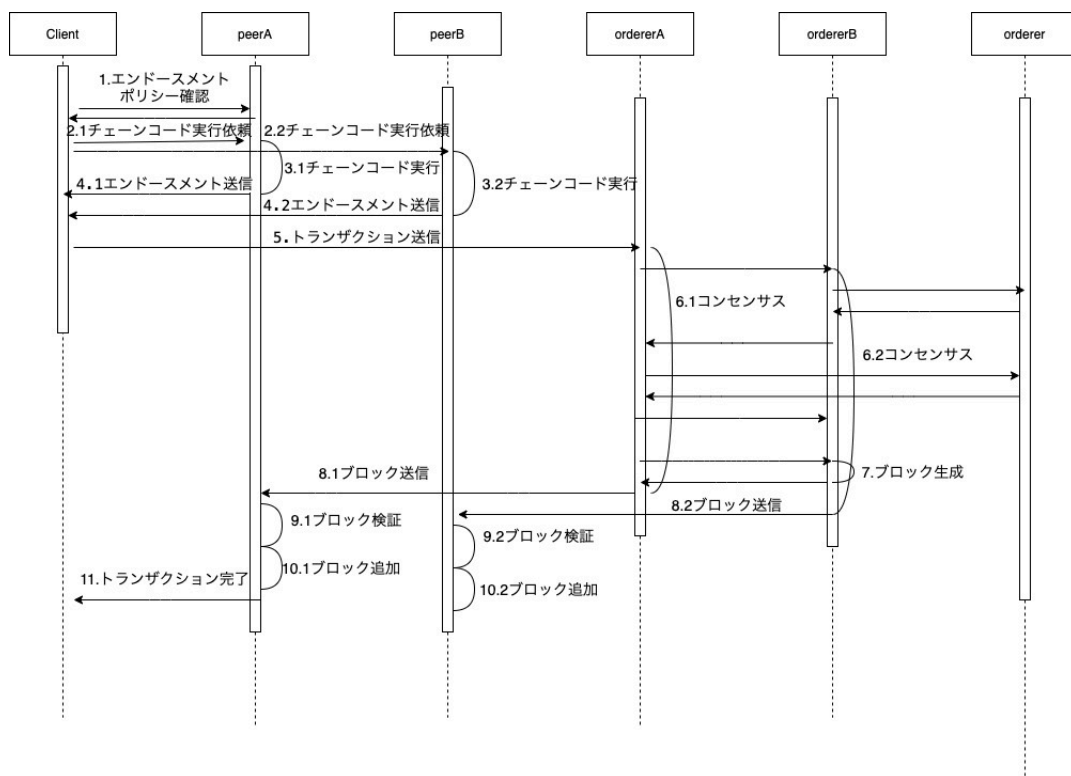 Client
peerA
peerB
ordererA
ordererB
orderer
1.エンドースメント
ポリシー確認
2.1チェーンコード実行依頼
2.2チェーンコード実行依頼
3.1チェーンコード実行
3.2チェーンコード実行
4.1エンドースメント送信
4.2エンドースメント送信
5.トランザクション送信
6.1コンセンサス
6.2コンセンサス
7.ブロック生成
8.1ブロック送信
8.2ブロック送信
9.1ブロック検証
9.2ブロック検証
10.1ブロック追加
10.2ブロック追加
11.トランザクション完了